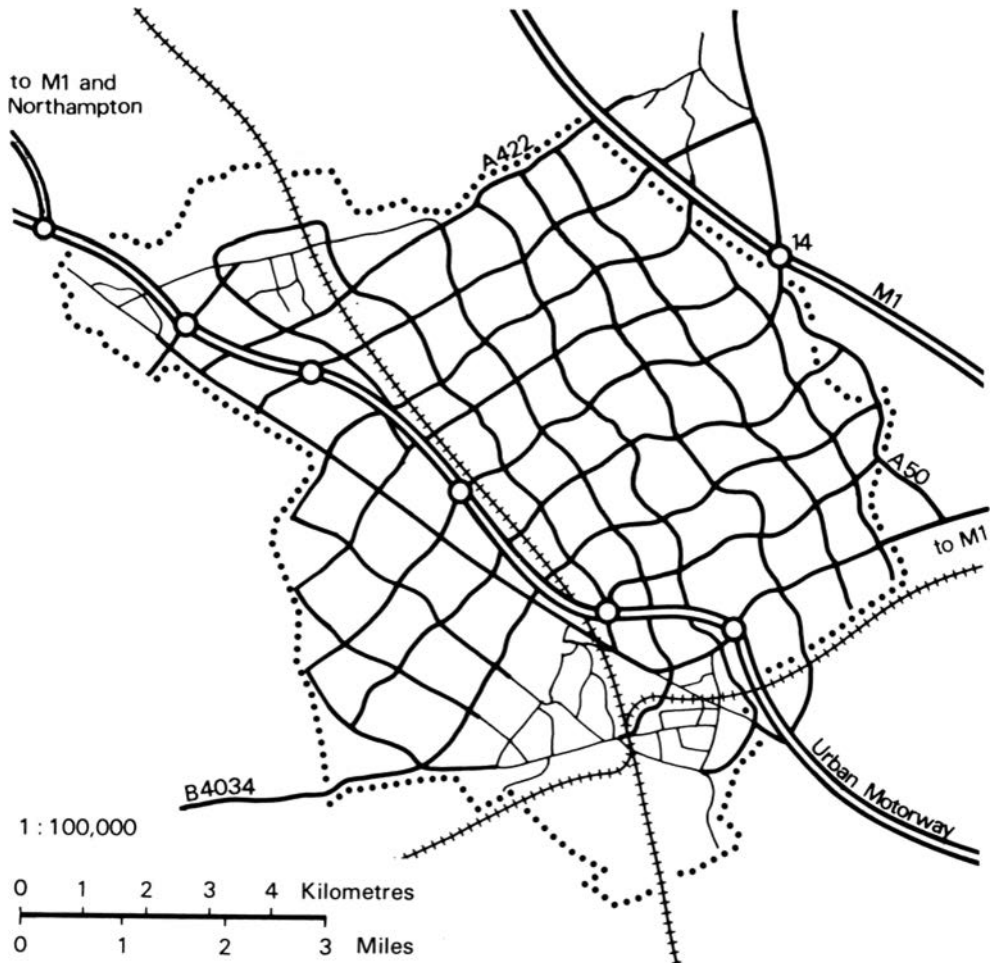 to M1 and
Northampton
A422
14
M1
A50
to M1
Urban Motorway
B4034
1 : 100,000
0 1 2 3 4 Kilometres
0 1 2 3 Miles